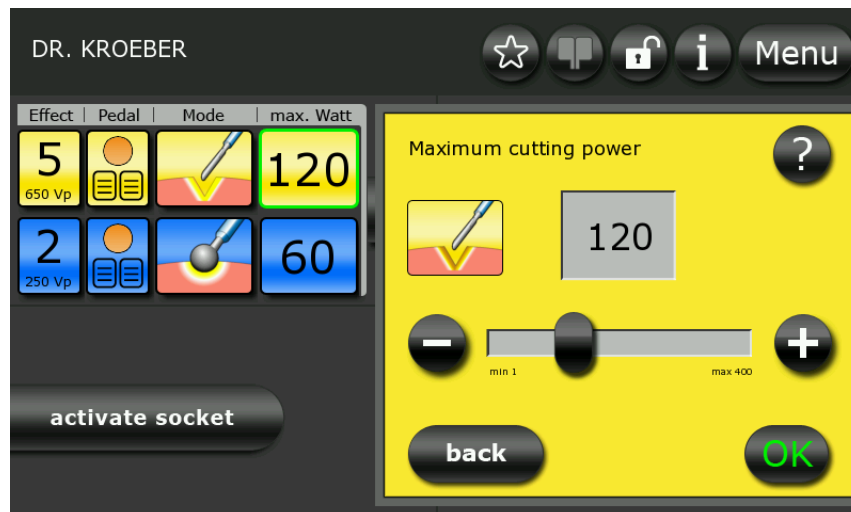 DR. KROEBER
i Menu
Effect | Pedal | Mode | max. Watt
5
650 Vp
120
2
250 Vp
60
activate socket
Maximum cutting power
?
120
min 1
max 400
back
OK